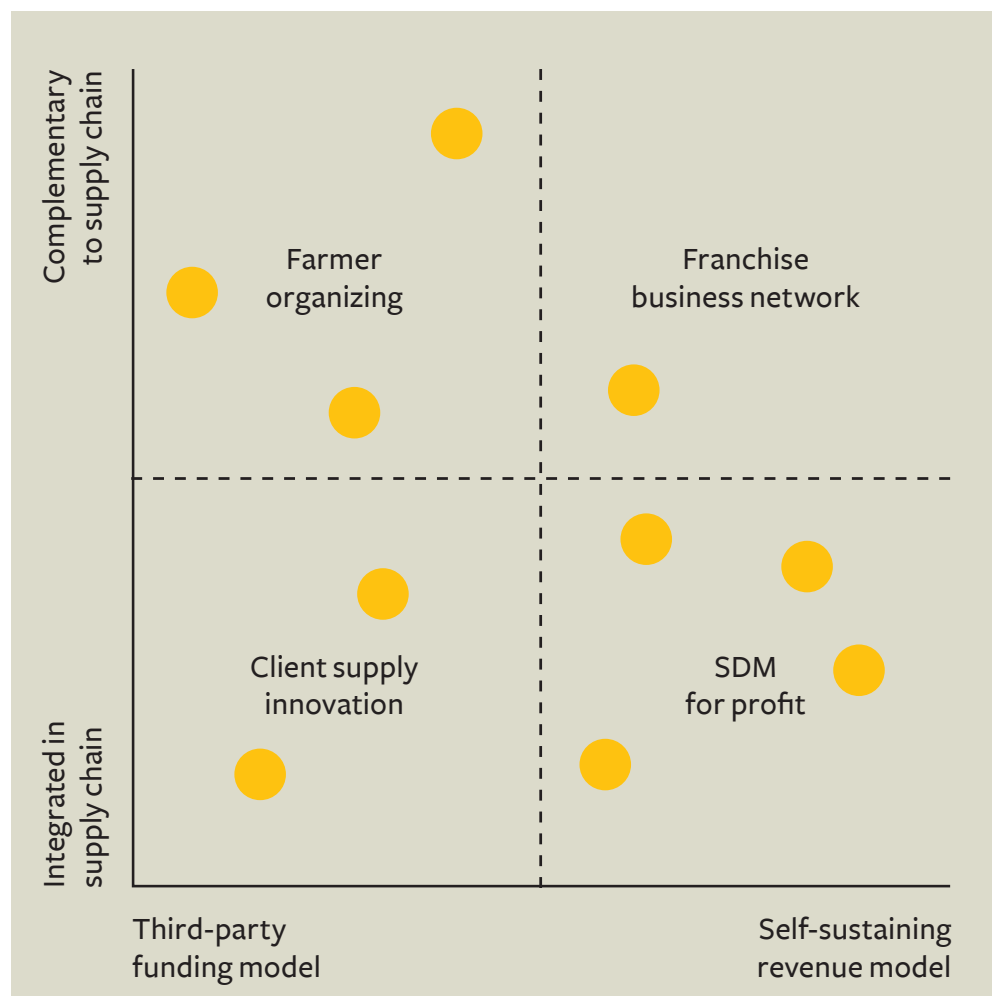 Complementary
to supply chain
Farmer
organizing
Franchise
business network
Client supply
innovation
SDM
for profit
Integrated in
supply chain
Third-party
funding model
Self-sustaining
revenue model